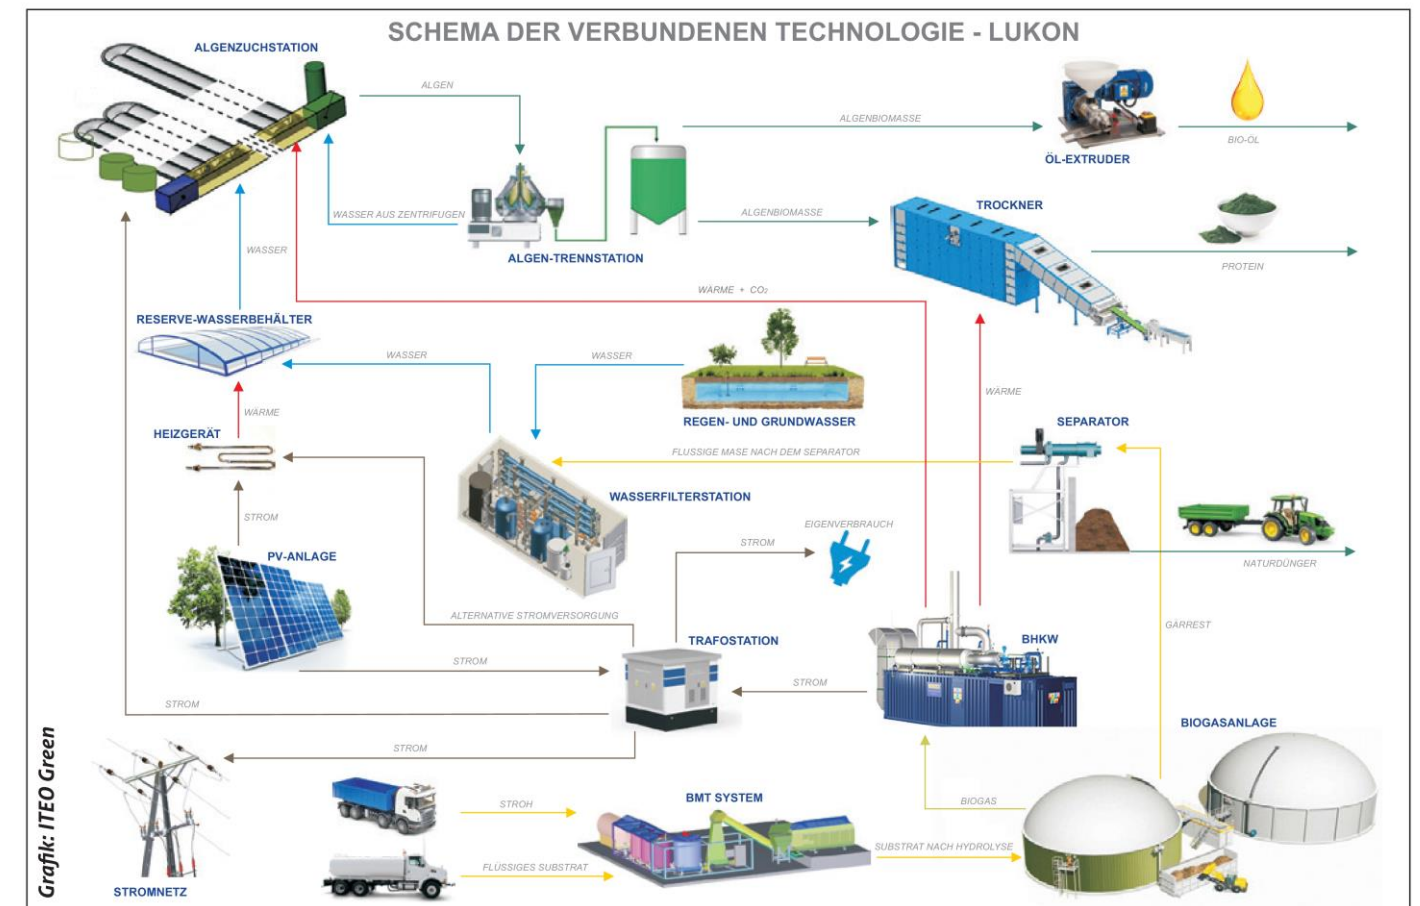 SCHEMA DER VERBUNDENEN TECHNOLOGIE - LUKON
ALGENZUCHSTATION
ALGEN
ALGENBIOMASSE
BIO-ÖL
ÖL-EXTRUDER
WASSER AUS ZENTRIFUGEN
ALGENBIOMASSE
TROCKNER
WASSER
ALGEN-TRENNSTATION
PROTEIN
WÄRME + CO₂
RESERVE-WASSERBEHÄLTER
WASSER
WASSER
WÄRME
WÄRME
REGEN- UND GRUNDWASSER
SEPARATOR
HEIZGERÄT
FLUSSIGE MASE NACH DEM SEPARATOR
WASSERFILTERSTATION
STROM
EIGENVERBRAUCH
STROM
PV-ANLAGE
NATURDÜNGER
ALTERNATIVE STROMVERSORGUNG
GÄRREST
TRAFOSTATION
BHKW
STROM
STROM
STROM
BIOGASANLAGE
STROM
BMT SYSTEM
STROH
BIOGAS
SUBSTRAT NACH HYDROLYSE
FLÜSSIGES SUBSTRAT
STROMNETZ
Grafik: ITEO Green